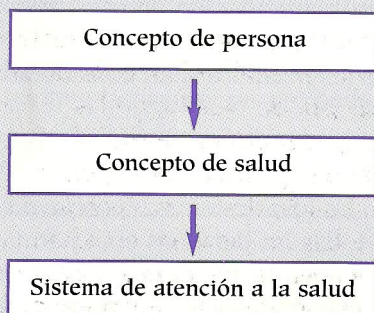 Concepto de persona
Concepto de salud
Sistema de atención a la salud